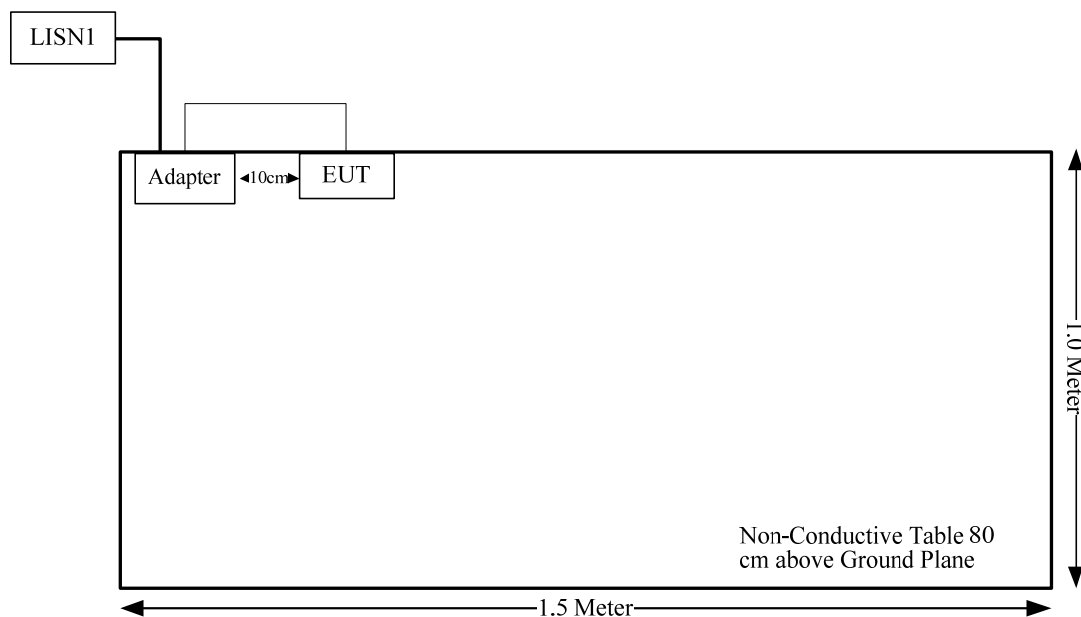 LISN1
Adapter
10cm
EUT
1.0 Meter
Non-Conductive Table 80
cm above Ground Plane
1.5 Meter